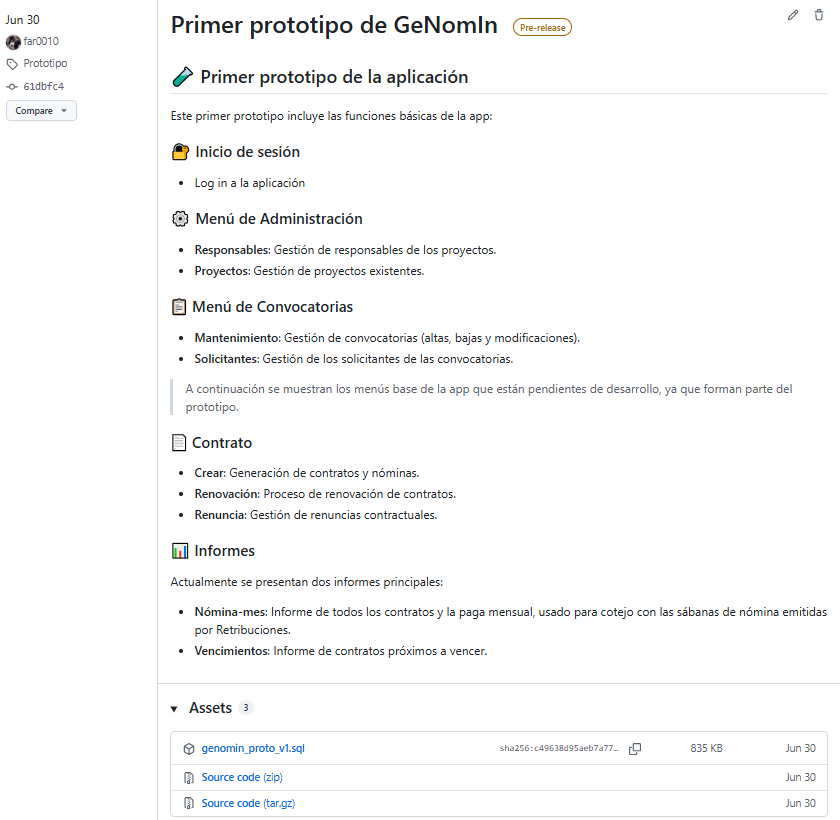 Jun 30
far0010
Prototipo
61dbfc4
Compare
Primer prototipo de GeNomIn Pre-release
Primer prototipo de la aplicación
Este primer prototipo incluye las funciones básicas de la app:
Inicio de sesión
Log in a la aplicación
Menú de Administración
Responsables: Gestión de responsables de los proyectos.
Proyectos: Gestión de proyectos existentes.
Menú de Convocatorias
Mantenimiento: Gestión de convocatorias (altas, bajas y modificaciones).
Solicitantes: Gestión de los solicitantes de las convocatorias.
A continuación se muestran los menús base de la app que están pendientes de desarrollo, ya que forman parte del
prototipo.
Contrato
Crear: Generación de contratos y nóminas.
Renovación: Proceso de renovación de contratos.
Renuncia: Gestión de renuncias contractuales.
Informes
Actualmente se presentan dos informes principales:
Nómina-mes: Informe de todos los contratos y la paga mensual, usado para cotejo con las sábanas de nómina emitidas
por Retribuciones.
Vencimientos: Informe de contratos próximos a vencer.
Assets 3
genomin_proto_v1.sql sha256:c49638d95aeb7a77… 835 KB Jun 30
Source code (zip) Jun 30
Source code (tar.gz) Jun 30